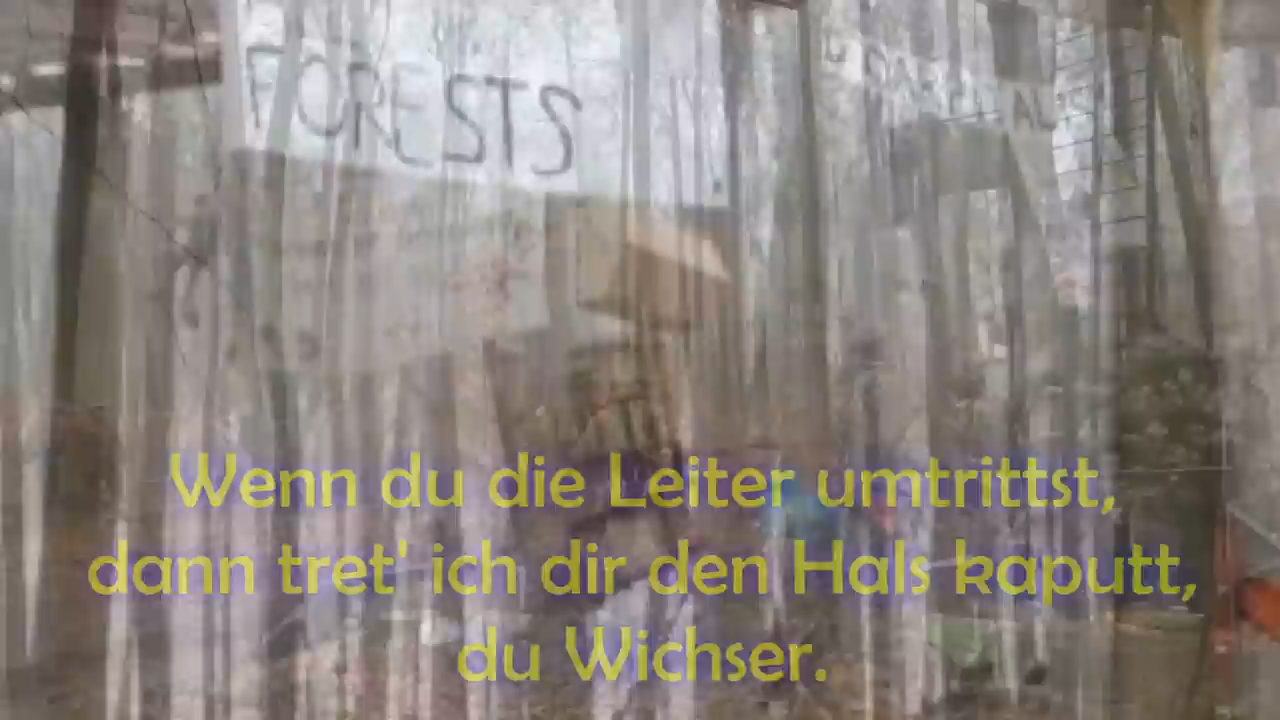 FORESTS
Wenn du die Leiter umtrittst,
dann tret' ich dir den Hals kaputt,
du Wichser.